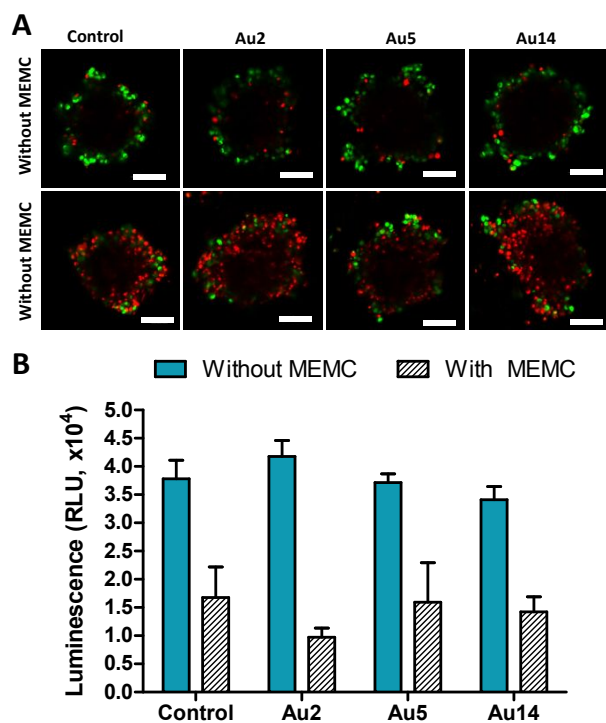 A
Control
Au2
Au5
Au14
Without MEMC
Without MEMC
B
Without MEMC
With MEMC
Luminescence (RLU, x10⁴)
5.0
4.5
4.0
3.5
3.0
2.5
2.0
1.5
1.0
0.5
0.0
Control
Au2
Au5
Au14